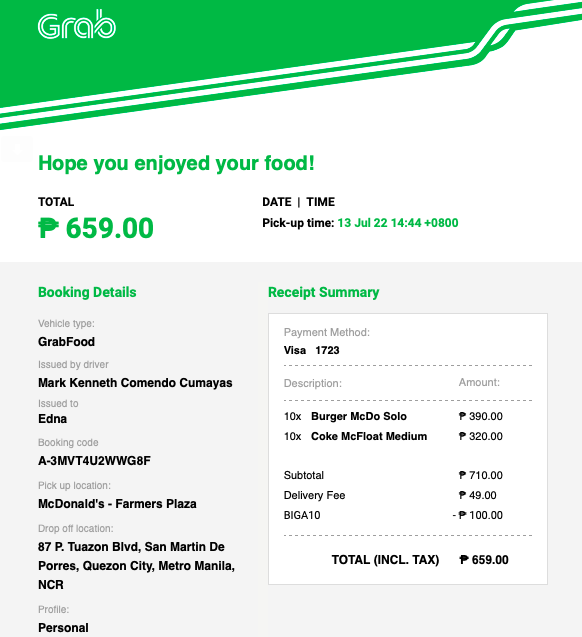 Grab
Hope you enjoyed your food!
TOTAL
₱ 659.00
DATE | TIME
Pick-up time: 13 Jul 22 14:44 +0800
Booking Details
Vehicle type:
GrabFood
Issued by driver
Mark Kenneth Comendo Cumayas
Issued to
Edna
Booking code
A-3MVT4U2WWG8F
Pick up location:
McDonald's - Farmers Plaza
Drop off location:
87 P. Tuazon Blvd, San Martin De
Porres, Quezon City, Metro Manila,
NCR
Profile:
Personal
Receipt Summary
Payment Method:
Visa 1723
Description: Amount:
10x Burger McDo Solo ₱ 390.00
10x Coke McFloat Medium ₱ 320.00
Subtotal ₱ 710.00
Delivery Fee ₱ 49.00
BIGA10 - ₱ 100.00
TOTAL (INCL. TAX) ₱ 659.00